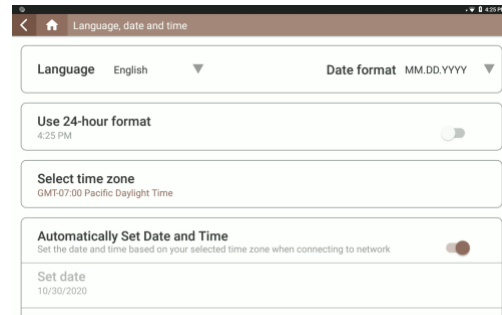 4:25 PM
Language, date and time
Language English Date format MM.DD.YYYY
Use 24-hour format
4:25 PM
Select time zone
GMT-07:00 Pacific Daylight Time
Automatically Set Date and Time
Set the date and time based on your selected time zone when connecting to network
Set date
10/30/2020